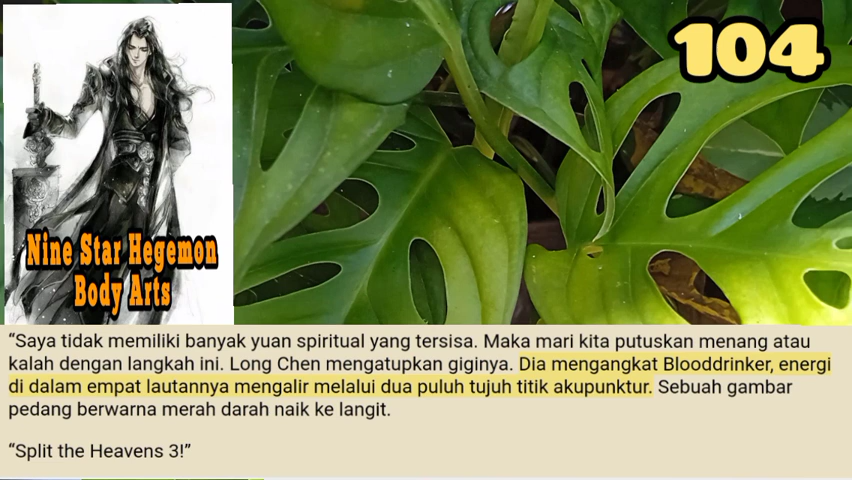 104
Nine Star Hegemon
Body Arts
“Saya tidak memiliki banyak yuan spiritual yang tersisa. Maka mari kita putuskan menang atau
kalah dengan langkah ini. Long Chen mengatupkan giginya. Dia mengangkat Blooddrinker, energi
di dalam empat lautannya mengalir melalui dua puluh tujuh titik akupunktur. Sebuah gambar
pedang berwarna merah darah naik ke langit.
“Split the Heavens 3!”